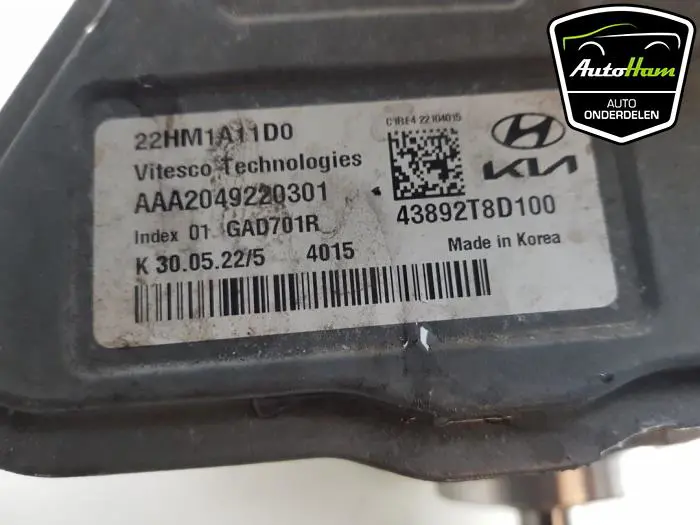 AutoHam
AUTO
ONDERDELEN
22HM1A11D0
Vitesco Technologies
AAA2049220301
Index 01 GAD701R
K 30.05.22/5 4015
C1RE4 22104015
KIA
43892T8D100
Made in Korea